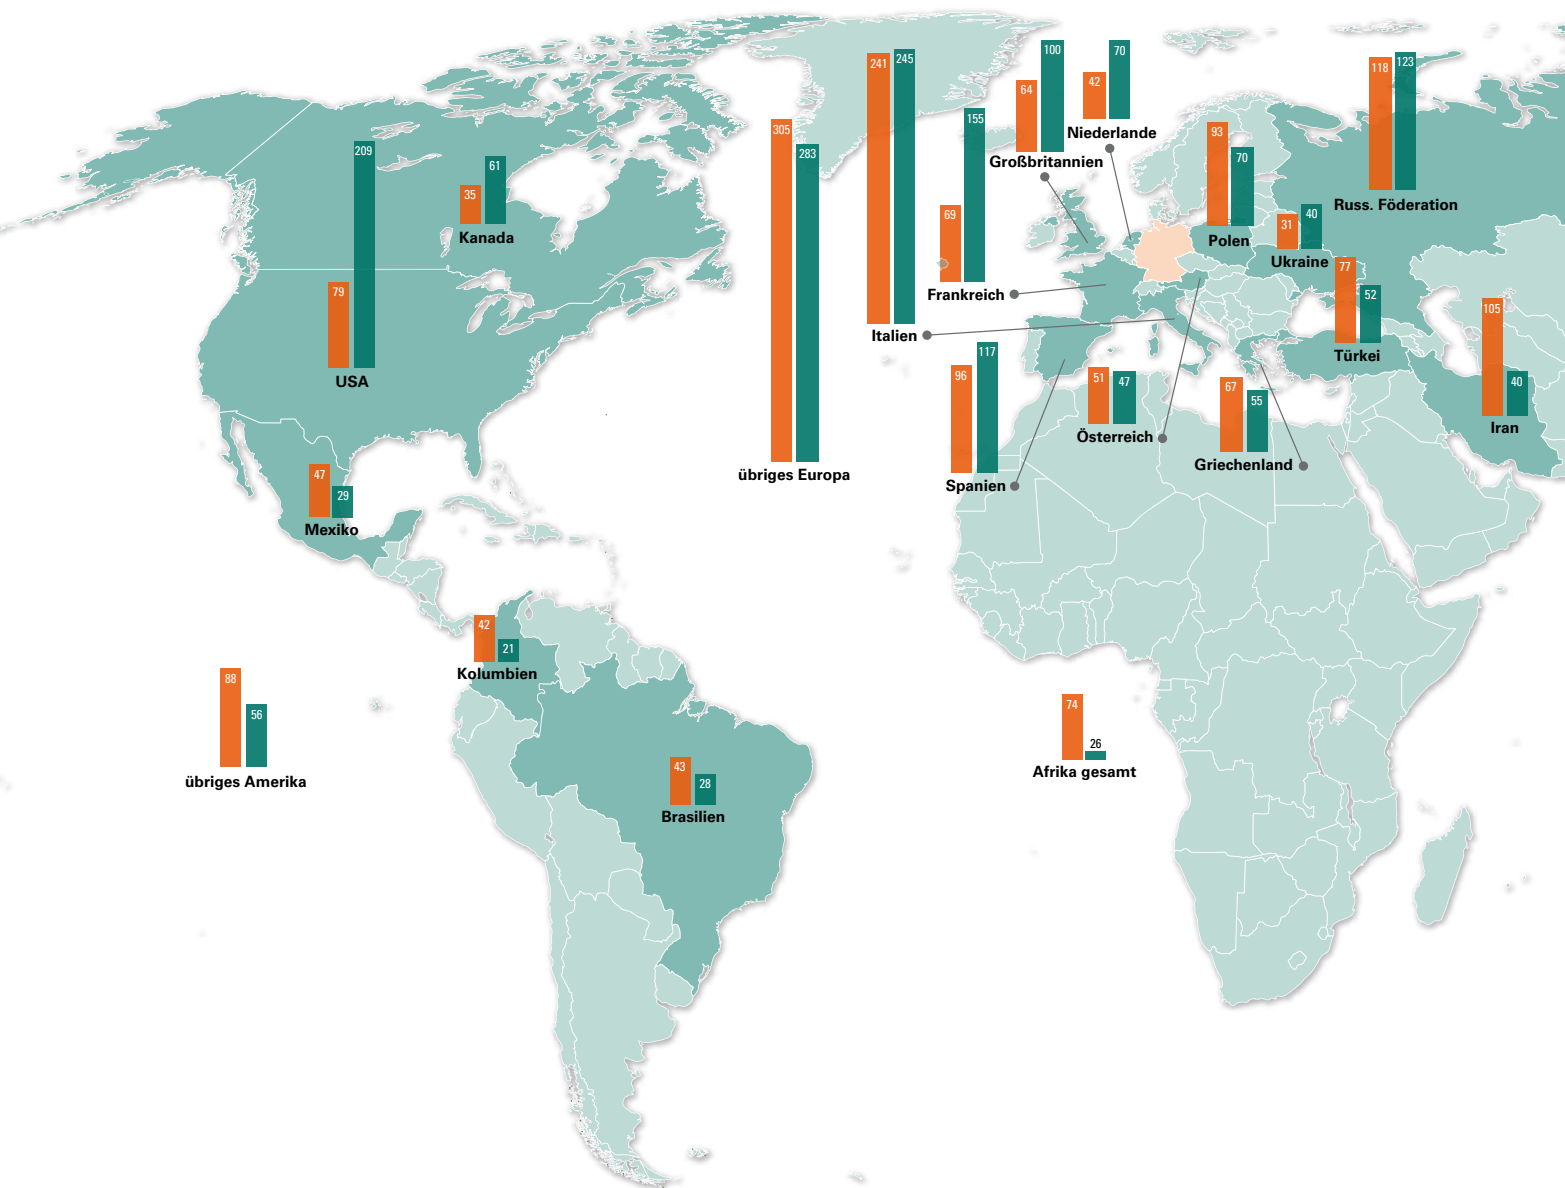 241
245
305
283
Italien
übriges Europa
64
100
Großbritannien
42
70
Niederlande
69
155
Frankreich
93
70
Polen
118
123
Russ. Föderation
31
40
Ukraine
77
52
Türkei
105
40
Iran
209
79
USA
35
61
Kanada
96
117
Spanien
51
47
Österreich
67
55
Griechenland
47
29
Mexiko
42
21
Kolumbien
88
56
übriges Amerika
43
28
Brasilien
74
26
Afrika gesamt